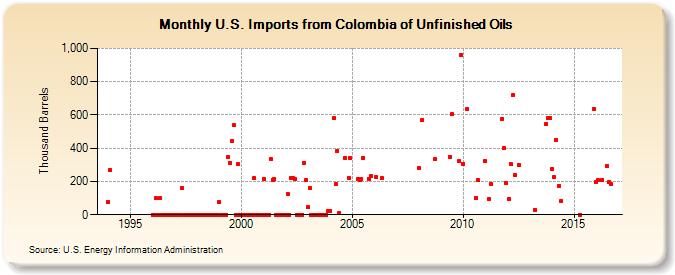 Monthly U.S. Imports from Colombia of Unfinished Oils
Thousand Barrels
1,000
800
600
400
200
0
1995 2000 2005 2010 2015
Source: U.S. Energy Information Administration